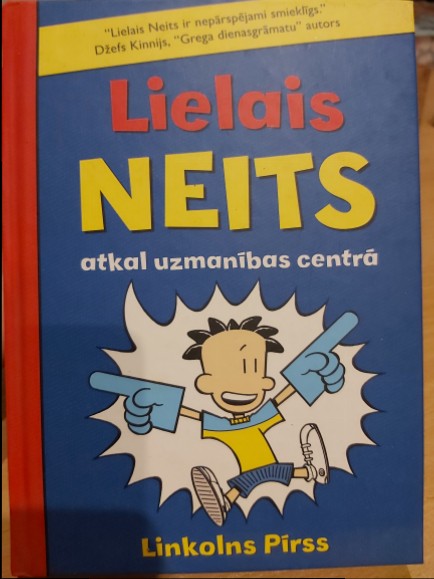 "Lielais Neits ir nepārspējami smieklīgs."
Džefs Kinnijs, "Grega dienasgrāmatu" autors
Lielais
NEITS
atkal uzmanības centrā
Linkolns Pīrss